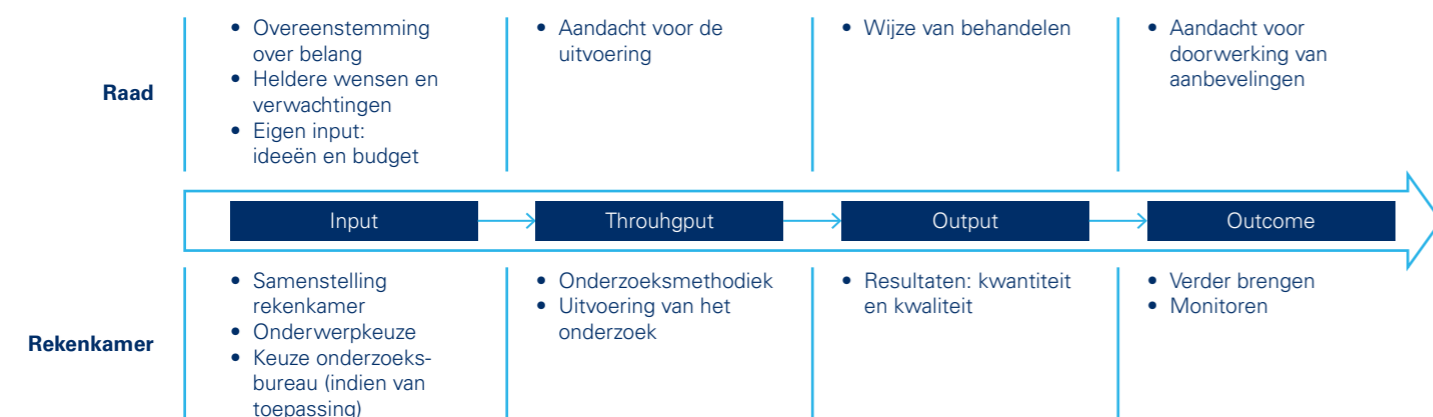 Raad
• Overeenstemming
over belang
• Heldere wensen en
verwachtingen
• Eigen input:
ideeën en budget
• Aandacht voor de
uitvoering
• Wijze van behandelen
• Aandacht voor
doorwerking van
aanbevelingen
Input
Throuhgput
Output
Outcome
Rekenkamer
• Samenstelling
rekenkamer
• Onderwerpkeuze
• Keuze onderzoeks-
bureau (indien van
toepassing)
• Onderzoeksmethodiek
• Uitvoering van het
onderzoek
• Resultaten: kwantiteit
en kwaliteit
• Verder brengen
• Monitoren